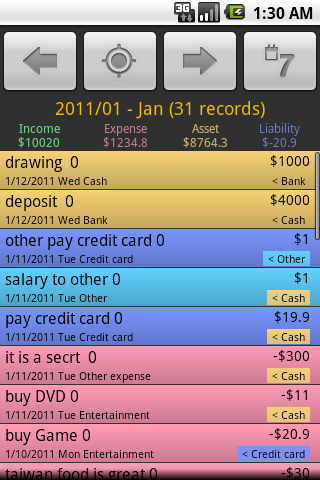 3G 1:30 AM
7
2011/01 - Jan (31 records)
Income Expense Asset Liability
$10020 $1234.8 $8764.3 $-20.9
drawing 0 $1000
1/12/2011 Wed Cash < Bank
deposit 0 $4000
1/12/2011 Wed Bank < Cash
other pay credit card 0 $1
1/11/2011 Tue Credit card < Other
salary to other 0 $1
1/11/2011 Tue Other < Cash
pay credit card 0 $19.9
1/11/2011 Tue Credit card < Cash
it is a secrt 0 -$300
1/11/2011 Tue Other expense < Cash
buy DVD 0 -$11
1/11/2011 Tue Entertainment < Cash
buy Game 0 -$20.9
1/10/2011 Mon Entertainment < Credit card
taiwan food is great 0 -$30